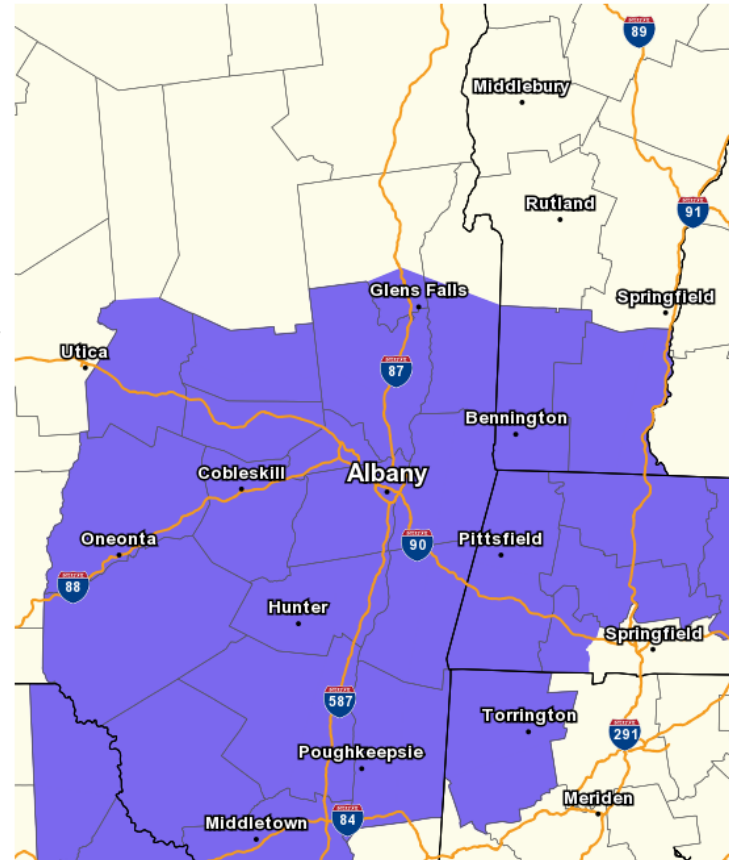 89
Middlebury
91
Rutland
Glens Falls
Springfield
Utica
87
Bennington
Cobleskill
Albany
Oneonta
90
Pittsfield
88
Hunter
Springfield
587
Torrington
291
Poughkeepsie
Meriden
84
Middletown